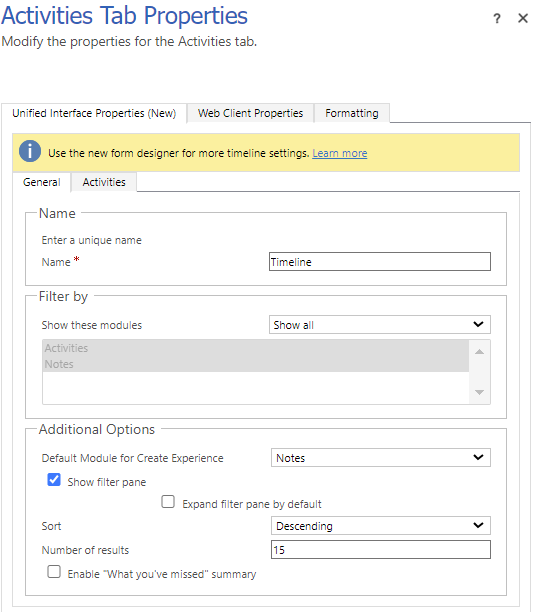 Activities Tab Properties
? ✕
Modify the properties for the Activities tab.
Unified Interface Properties (New) Web Client Properties Formatting
i Use the new form designer for more timeline settings. Learn more
General Activities
Name
Enter a unique name
Name * Timeline
Filter by
Show these modules Show all
Activities
Notes
Additional Options
Default Module for Create Experience Notes
Show filter pane
Expand filter pane by default
Sort Descending
Number of results 15
Enable "What you've missed" summary